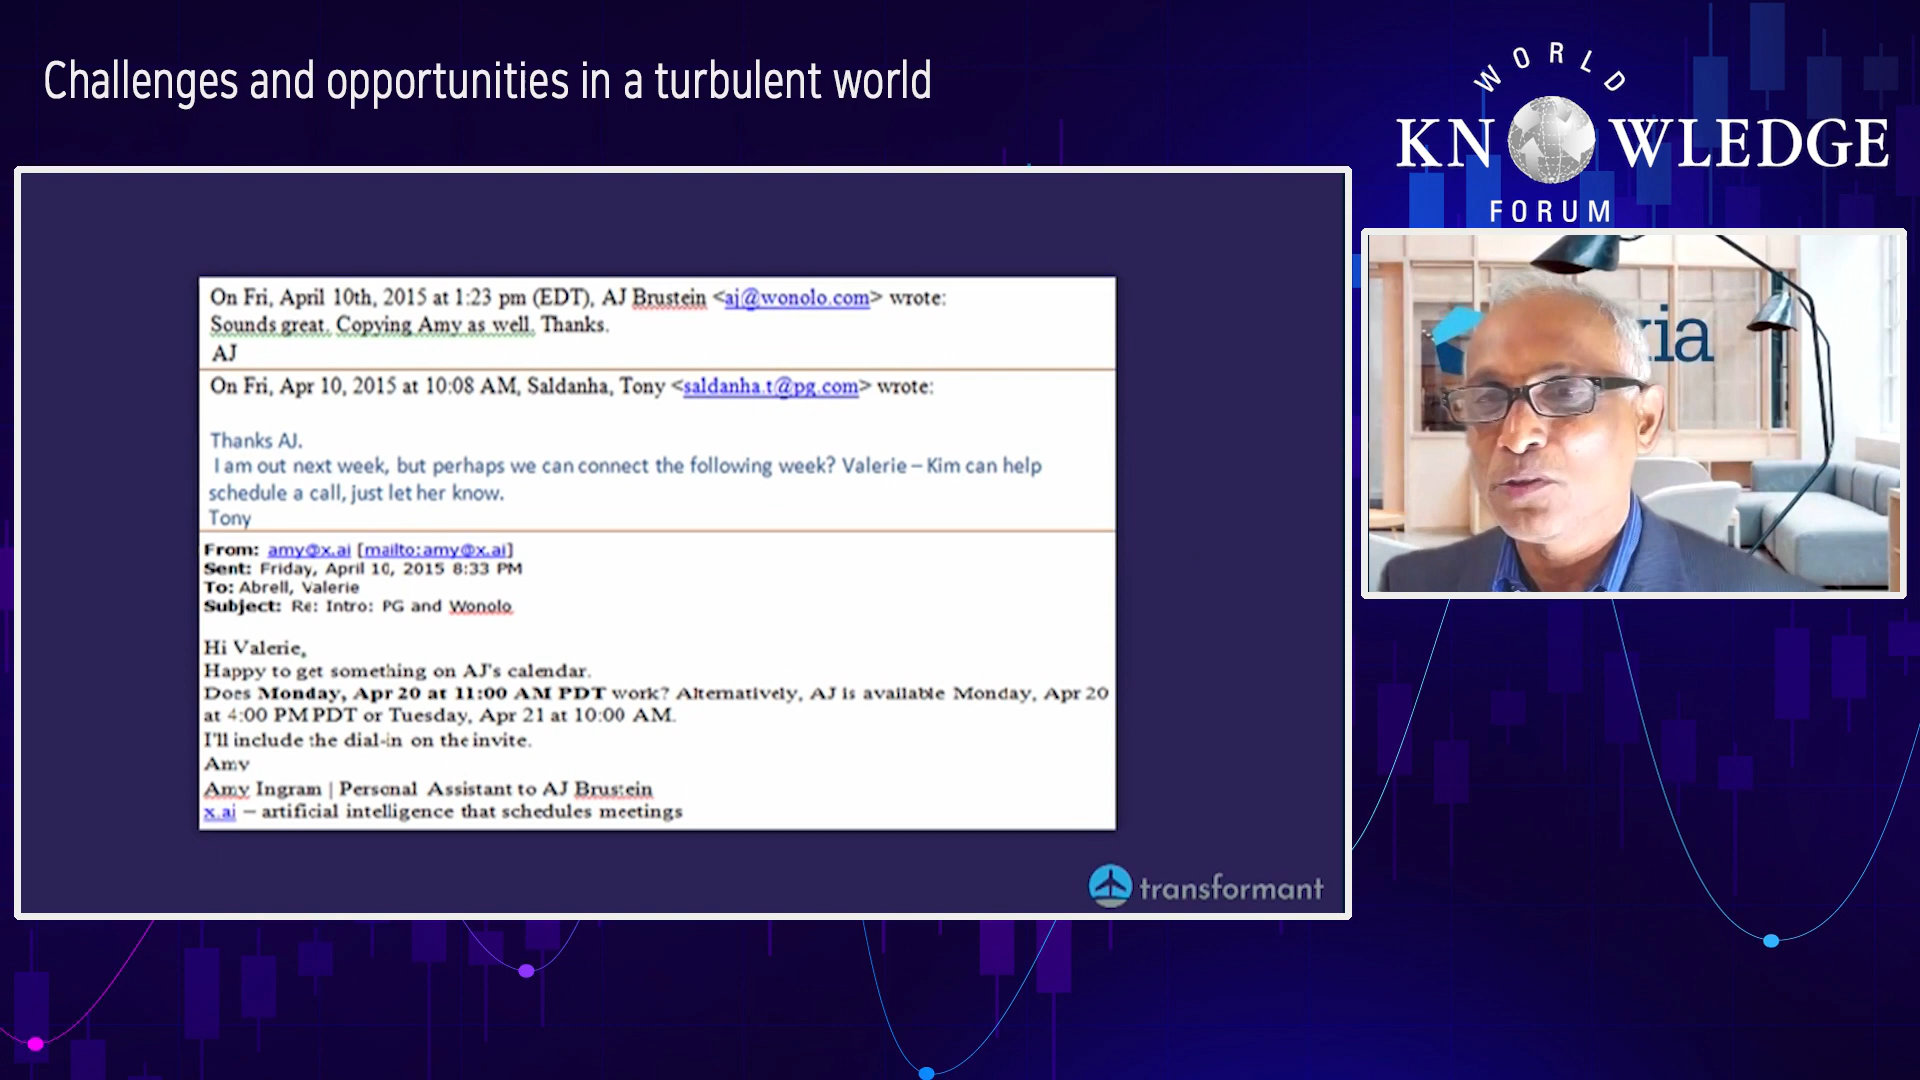 Challenges and opportunities in a turbulent world
WORLD
KNOWLEDGE
FORUM
On Fri, April 10th, 2015 at 1:23 pm (EDT), AJ Brustein <aj@wonolo.com> wrote:
Sounds great. Copying Amy as well. Thanks.
AJ
On Fri, Apr 10, 2015 at 10:08 AM, Saldanha, Tony <saldanha.t@pg.com> wrote:
Thanks AJ.
I am out next week, but perhaps we can connect the following week? Valerie – Kim can help
schedule a call, just let her know.
Tony
From: amy@x.ai [mailto:amy@x.ai]
Sent: Friday, April 10, 2015 8:33 PM
To: Abrell, Valerie
Subject: Re: Intro: PG and Wonolo
Hi Valerie,
Happy to get something on AJ's calendar.
Does Monday, Apr 20 at 11:00 AM PDT work? Alternatively, AJ is available Monday, Apr 20
at 4:00 PM PDT or Tuesday, Apr 21 at 10:00 AM.
I'll include the dial-in on the invite.
Amy
Amy Ingram | Personal Assistant to AJ Brustein
x.ai – artificial intelligence that schedules meetings
transformant